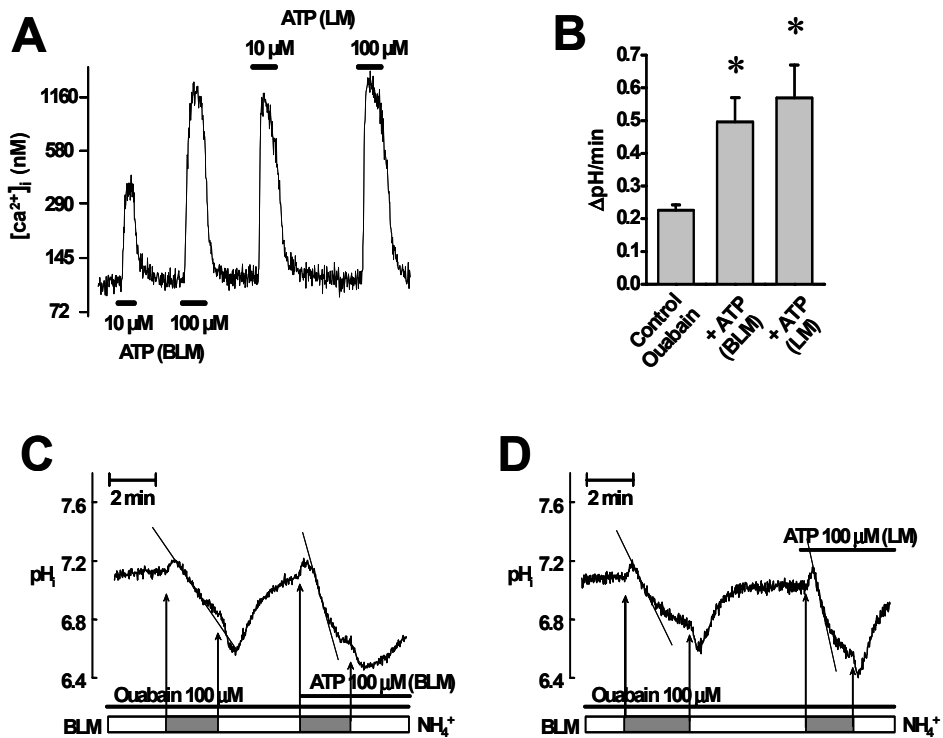 A
ATP (LM)
10 µM
100 µM
[ca²⁺]ᵢ (nM)
1160
580
290
145
72
10 µM
100 µM
ATP (BLM)
B
* *
ΔpH/min
0.7
0.6
0.5
0.4
0.3
0.2
0.1
0.0
Control
Ouabain
+ ATP
(BLM)
+ ATP
(LM)
C
2 min
pHᵢ
7.6
7.2
6.8
6.4
Ouabain 100 µM
ATP 100 µM (BLM)
BLM
NH₄⁺
D
2 min
ATP 100 µM (LM)
pHᵢ
7.6
7.2
6.8
6.4
Ouabain 100 µM
BLM
NH₄⁺